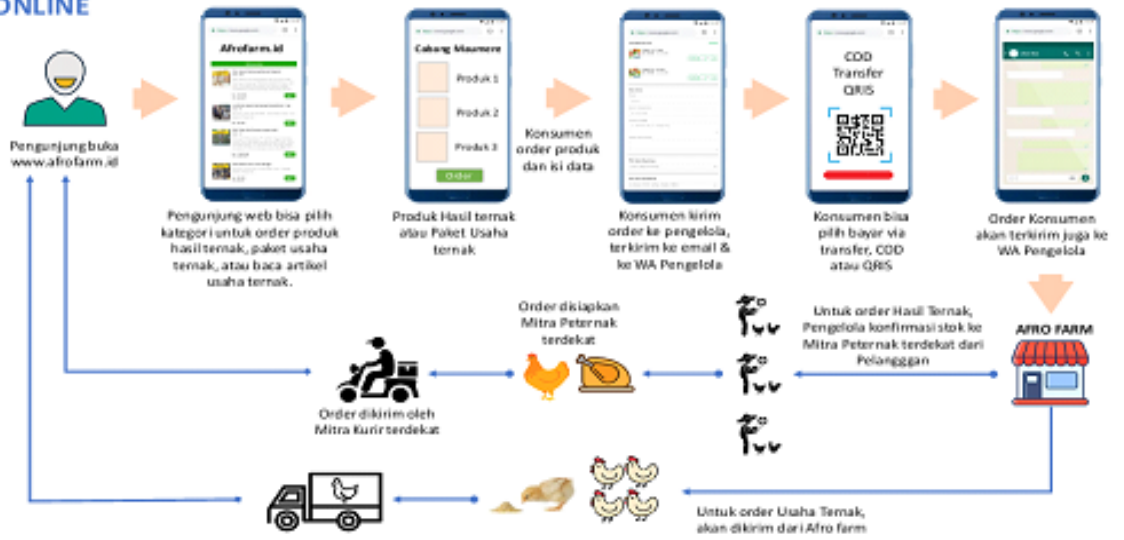 ONLINE
Pengunjung buka
www.afrofarm.id
Afrofarm.id
Pengunjung web bisa pilih
kategori untuk order produk
hasil ternak, paket usaha
ternak, atau baca artikel
usaha ternak.
Cabang Maumere
Produk 1
Produk 2
Produk 3
Order
Produk Hasil ternak
atau Paket Usaha
ternak
Konsumen
order produk
dan isi data
Konsumen kirim
order ke pengelola,
terkirim ke email &
ke WA Pengelola
COD
Transfer
QRIS
Konsumen bisa
pilih bayar via
transfer, COD
atau QRIS
Order Konsumen
akan terkirim juga ke
WA Pengelola
AFRO FARM
Untuk order Hasil Ternak,
Pengelola konfirmasi stok ke
Mitra Peternak terdekat dari
Pelangggan
Order disiapkan
Mitra Peternak
terdekat
Order dikirim oleh
Mitra Kurir terdekat
Untuk order Usaha Ternak,
akan dikirim dari Afro farm